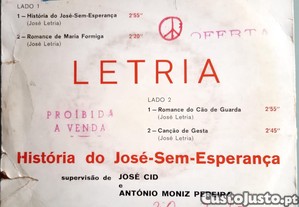 LADO 1
1 – História do José-Sem-Esperança 2'55"
(José Letria)
2 – Romance de Maria Formiga 2'30"
(José Letria)
OFERTA
LETRIA
LADO 2
1 – Romance do Cão de Guarda 2'55"
(José Letria)
2 – Canção de Gesta 2'45"
(José Letria)
PROÍBIDA
A VENDA
História do José-Sem-Esperança
supervisão de JOSÉ CID
e
ANTÓNIO MONIZ PEREIRA
CustoJusto.pt